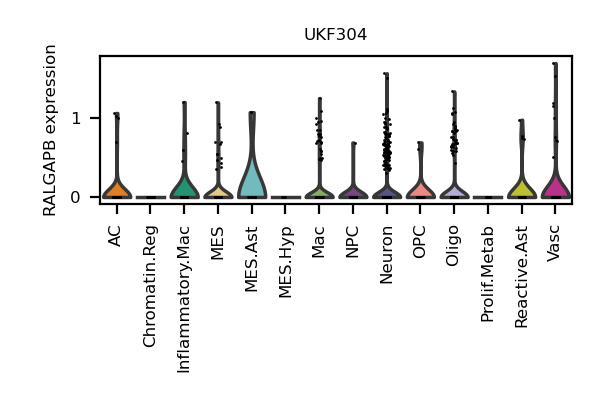 UKF304
RALGAPB expression
1
0
AC
Chromatin.Reg
Inflammatory.Mac
MES
MES.Ast
MES.Hyp
Mac
NPC
Neuron
OPC
Oligo
Prolif.Metab
Reactive.Ast
Vasc